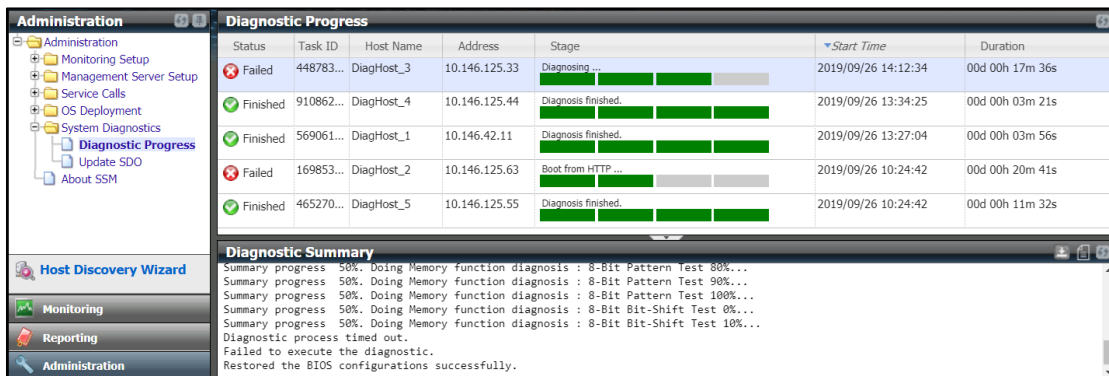 Administration
Administration
Monitoring Setup
Management Server Setup
Service Calls
OS Deployment
System Diagnostics
Diagnostic Progress
Update SDO
About SSM
Host Discovery Wizard
Monitoring
Reporting
Administration
Diagnostic Progress
Status Task ID Host Name Address Stage Start Time Duration
Failed 448783... DiagHost_3 10.146.125.33 Diagnosing ... 2019/09/26 14:12:34 00d 00h 17m 36s
Finished 910862... DiagHost_4 10.146.125.44 Diagnosis finished. 2019/09/26 13:34:25 00d 00h 03m 21s
Finished 569061... DiagHost_1 10.146.42.11 Diagnosis finished. 2019/09/26 13:27:04 00d 00h 03m 56s
Failed 169853... DiagHost_2 10.146.125.63 Boot from HTTP ... 2019/09/26 10:24:42 00d 00h 20m 41s
Finished 465270... DiagHost_5 10.146.125.55 Diagnosis finished. 2019/09/26 10:24:42 00d 00h 11m 32s
Diagnostic Summary
Summary progress 50%. Doing Memory function diagnosis : 8-Bit Pattern Test 80%...
Summary progress 50%. Doing Memory function diagnosis : 8-Bit Pattern Test 90%...
Summary progress 50%. Doing Memory function diagnosis : 8-Bit Pattern Test 100%...
Summary progress 50%. Doing Memory function diagnosis : 8-Bit Bit-Shift Test 0%...
Summary progress 50%. Doing Memory function diagnosis : 8-Bit Bit-Shift Test 10%...
Diagnostic process timed out.
Failed to execute the diagnostic.
Restored the BIOS configurations successfully.